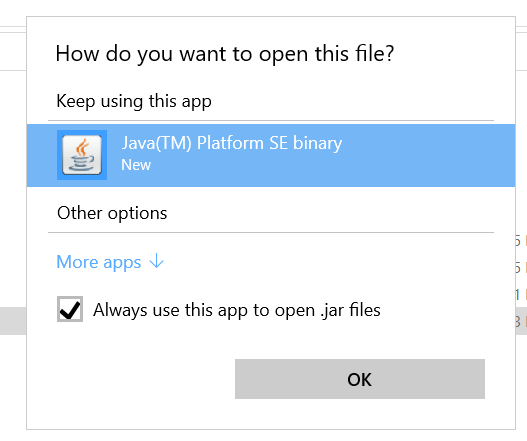 How do you want to open this file?
Keep using this app
Java(TM) Platform SE binary
New
Other options
More apps ↓
Always use this app to open .jar files
OK